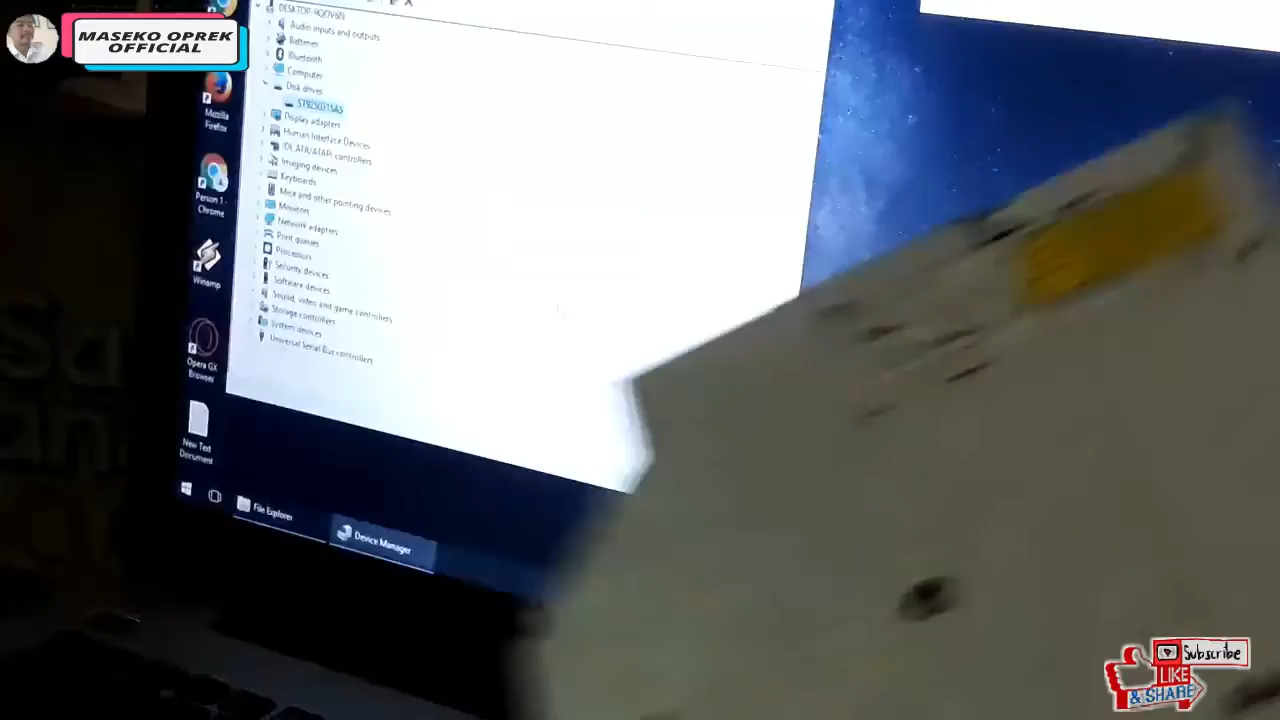 MASEKO OPREK
OFFICIAL
DESKTOP-
Audio inputs and outputs
Batteries
Bluetooth
Computer
Disk drives
ST9250315AS
Display adapters
Human Interface Devices
IDE ATA/ATAPI controllers
Imaging devices
Keyboards
Mice and other pointing devices
Monitors
Network adapters
Print queues
Processors
Security devices
Software devices
Sound, video and game controllers
Storage controllers
System devices
Universal Serial Bus controllers
Mozilla
Firefox
Person 1 -
Chrome
Winamp
Opera GX
Browser
New Text
Document
File Explorer
Device Manager
Subscribe
LIKE
& SHARE